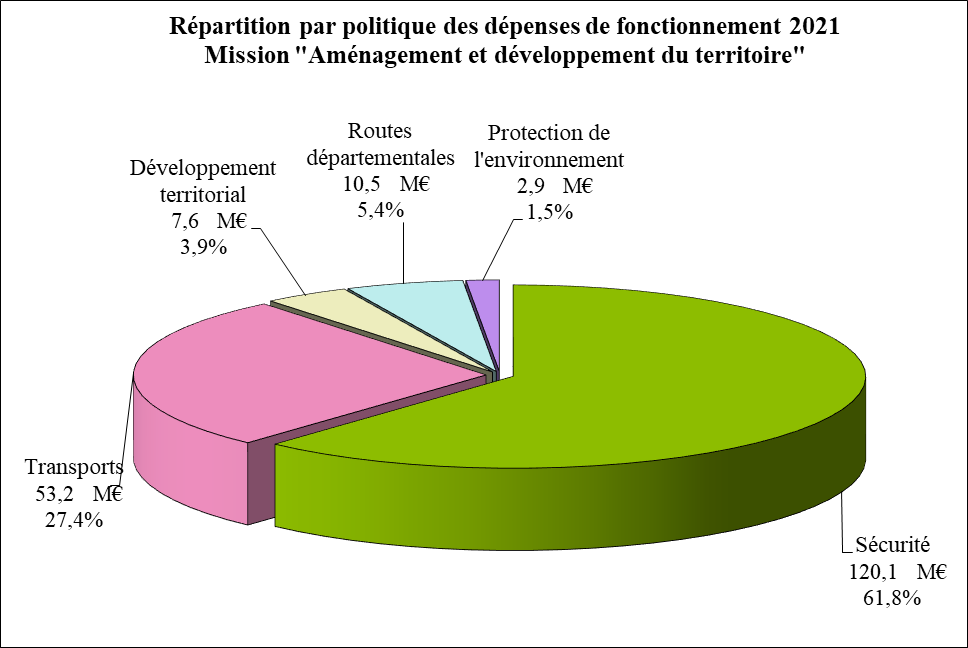 Répartition par politique des dépenses de fonctionnement 2021
Mission "Aménagement et développement du territoire"
Développement
territorial
7,6 M€
3,9%
Routes
départementales
10,5 M€
5,4%
Protection de
l'environnement
2,9 M€
1,5%
Transports
53,2 M€
27,4%
Sécurité
120,1 M€
61,8%